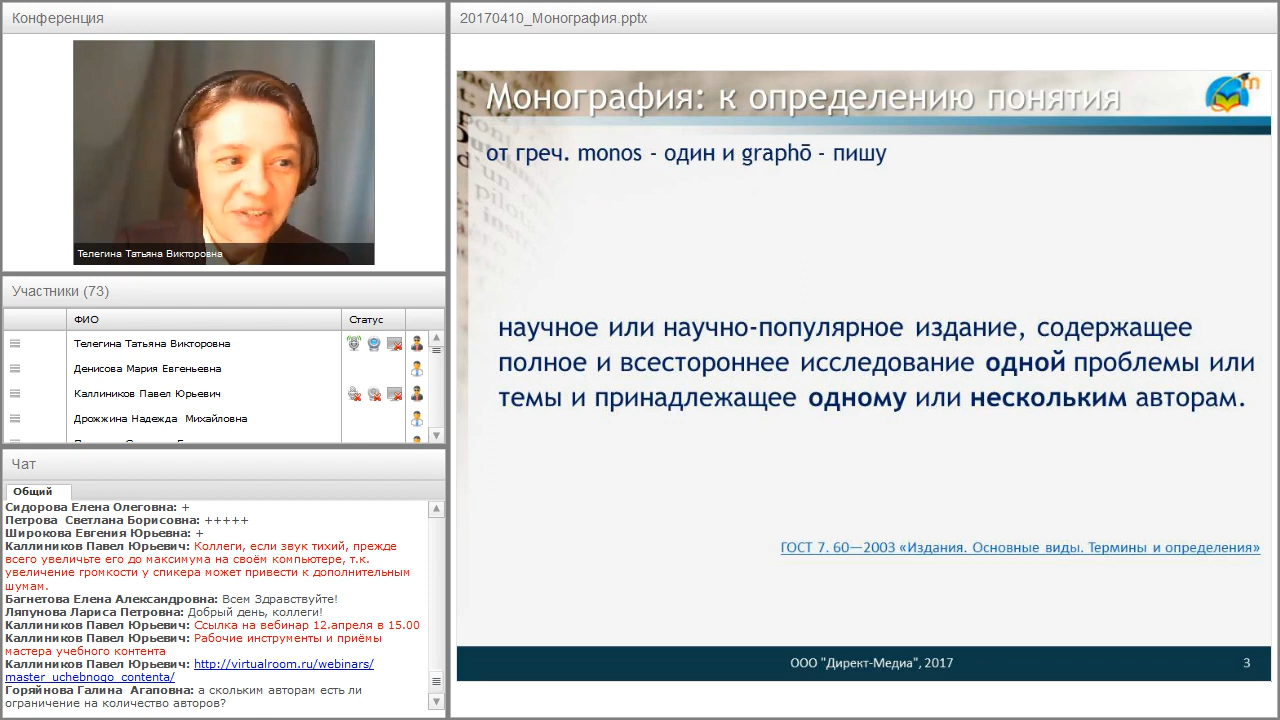 Конференция
Телегина Татьяна Викторовна
Участники (73)
ФИО Статус
Телегина Татьяна Викторовна
Денисова Мария Евгеньевна
Каллиников Павел Юрьевич
Дрожжина Надежда Михайловна
Чат
Общий
Сидорова Елена Олеговна: +
Петрова Светлана Борисовна: +++++
Широкова Евгения Юрьевна: +
Каллиников Павел Юрьевич: Коллеги, если звук тихий, прежде
всего увеличьте его до максимума на своём компьютере, т.к.
увеличение громкости у спикера может привести к дополнительным
шумам.
Багнетова Елена Александровна: Всем Здравствуйте!
Ляпунова Лариса Петровна: Добрый день, коллеги!
Каллиников Павел Юрьевич: Ссылка на вебинар 12.апреля в 15.00
Каллиников Павел Юрьевич: Рабочие инструменты и приёмы
мастера учебного контента
Каллиников Павел Юрьевич: http://virtualroom.ru/webinars/
master_uchebnogo_contenta/
Горяйнова Галина Агаповна: а скольким авторам есть ли
ограничение на количество авторов?
20170410_Монография.pptx
Монография: к определению понятия
от греч. monos - один и graphō - пишу
научное или научно-популярное издание, содержащее
полное и всестороннее исследование одной проблемы или
темы и принадлежащее одному или нескольким авторам.
ГОСТ 7. 60—2003 «Издания. Основные виды. Термины и определения»
ООО "Директ-Медиа", 2017
3